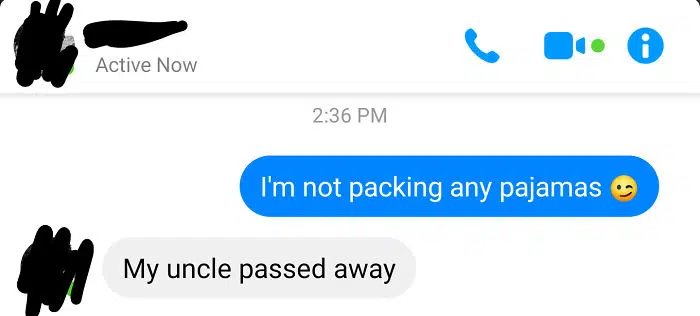 Active Now
2:36 PM
I'm not packing any pajamas 😉
My uncle passed away